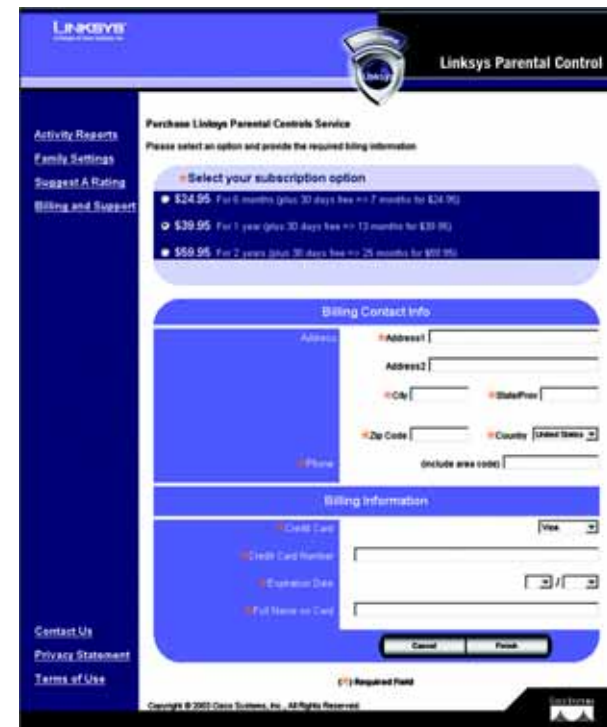 LINKSYS
Linksys Parental Control
Linksys
Activity Reports
Family Settings
Suggest A Rating
Billing and Support
Purchase Linksys Parental Controls Service
Please select an option and provide the required billing information
*Select your subscription option
$24.95 For 6 months (plus 30 days free => 7 months for $24.95)
$39.95 For 1 year (plus 30 days free => 13 months for $39.95)
$59.95 For 2 years (plus 30 days free => 25 months for $59.95)
Billing Contact Info
Address
*Address1
Address2
*City
*State/Prov
*Zip Code
*Country United States
*Phone
(include area code)
Billing Information
*Credit Card
Visa
*Credit Card Number
*Expiration Date
/
*Full Name on Card
Cancel
Finish
(*) Required Field
Contact Us
Privacy Statement
Terms of Use
Copyright © 2003 Cisco Systems, Inc., All Rights Reserved.
Cisco Systems